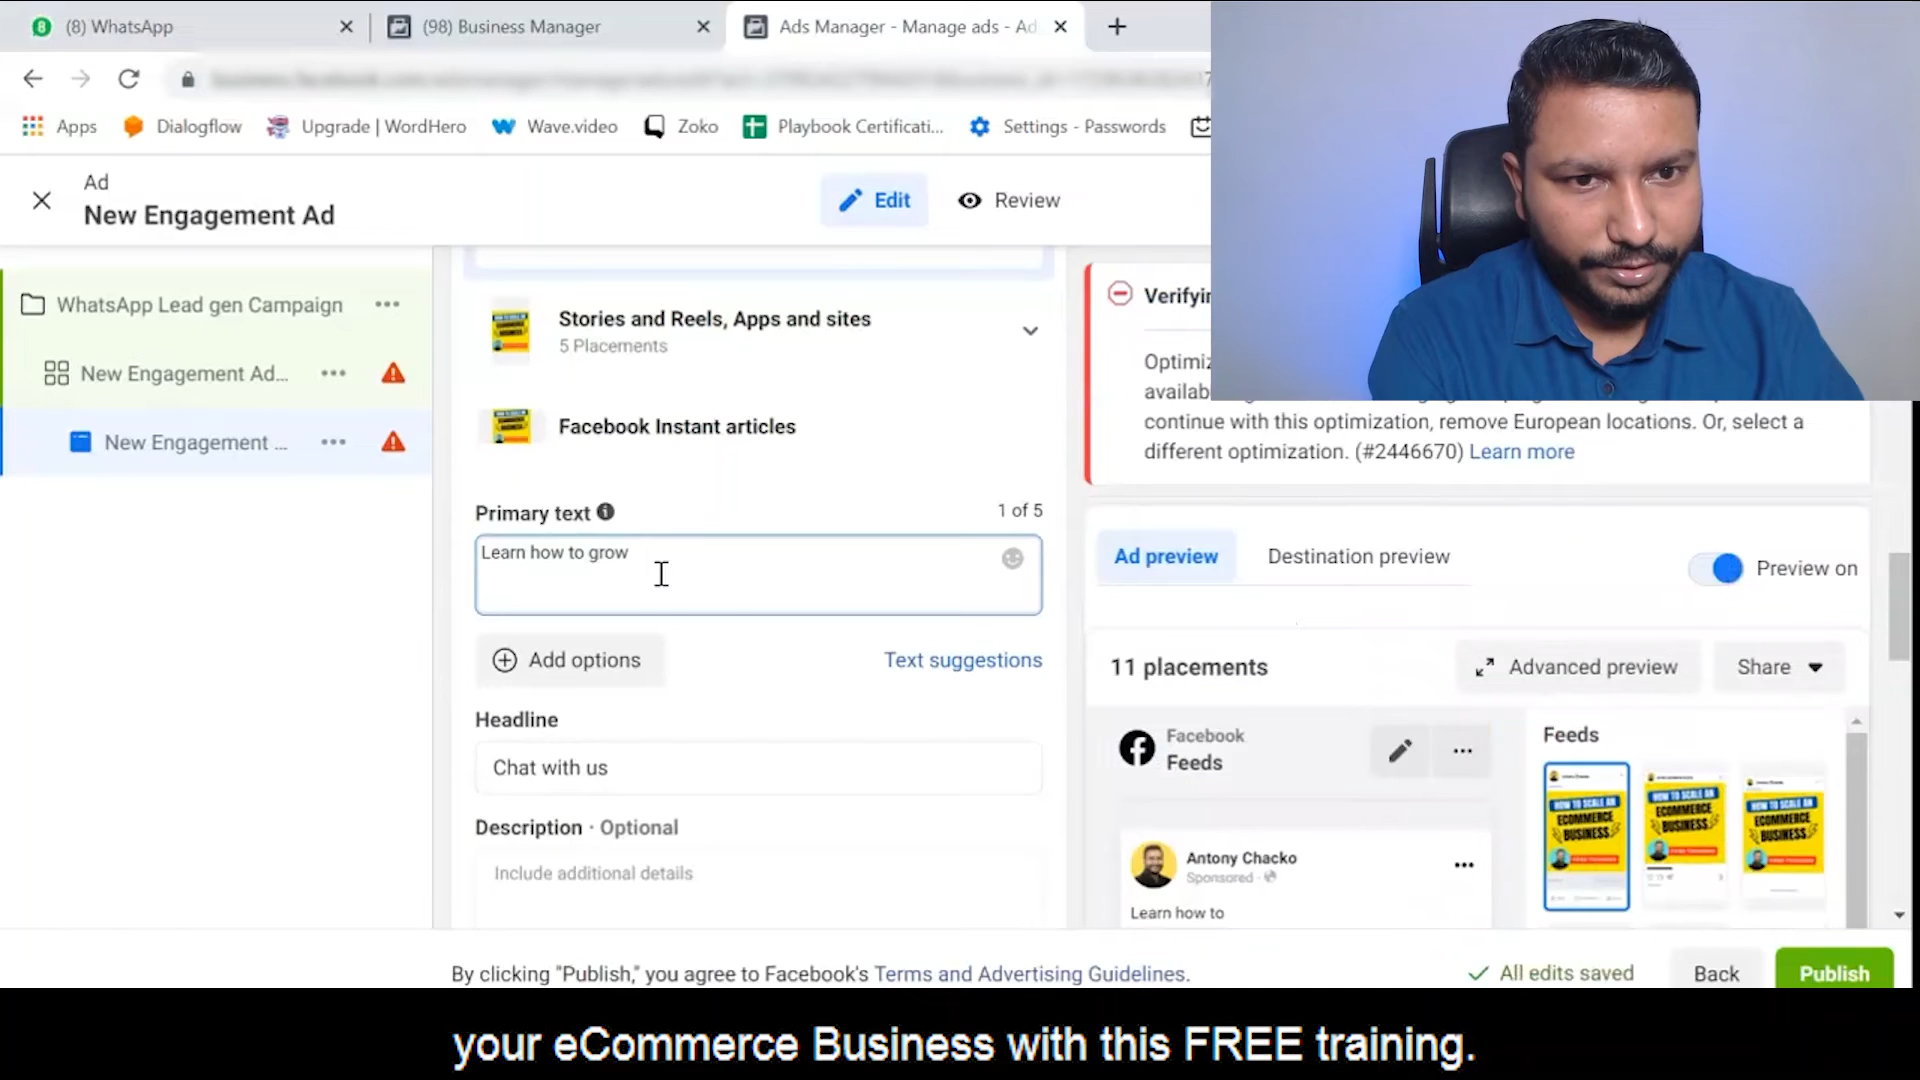 (8) WhatsApp
(98) Business Manager
Ads Manager - Manage ads - Ad
Apps
Dialogflow
Upgrade | WordHero
Wave.video
Zoko
Playbook Certificati...
Settings - Passwords
Ad
New Engagement Ad
Edit
Review
WhatsApp Lead gen Campaign
New Engagement Ad...
New Engagement ...
Stories and Reels, Apps and sites
5 Placements
Facebook Instant articles
Primary text
1 of 5
Learn how to grow
Add options
Text suggestions
Headline
Chat with us
Description · Optional
Include additional details
continue with this optimization, remove European locations. Or, select a
different optimization. (#2446670) Learn more
Ad preview
Destination preview
Preview on
11 placements
Advanced preview
Share
Facebook
Feeds
Feeds
HOW TO SCALE AN
ECOMMERCE
BUSINESS
Antony Chacko
Sponsored ·
Learn how to
By clicking "Publish," you agree to Facebook's Terms and Advertising Guidelines.
All edits saved
Back
Publish
your eCommerce Business with this FREE training.